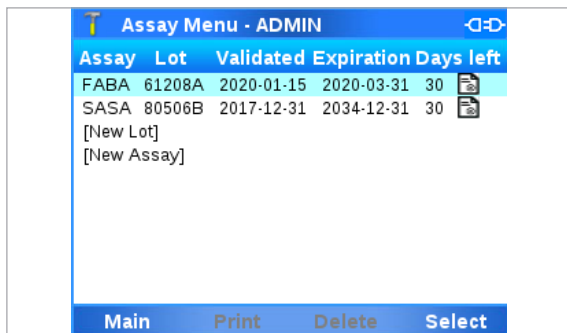 Assay Menu - ADMIN
Assay Lot Validated Expiration Days left
FABA 61208A 2020-01-15 2020-03-31 30
SASA 80506B 2017-12-31 2034-12-31 30
[New Lot]
[New Assay]
Main Print Delete Select